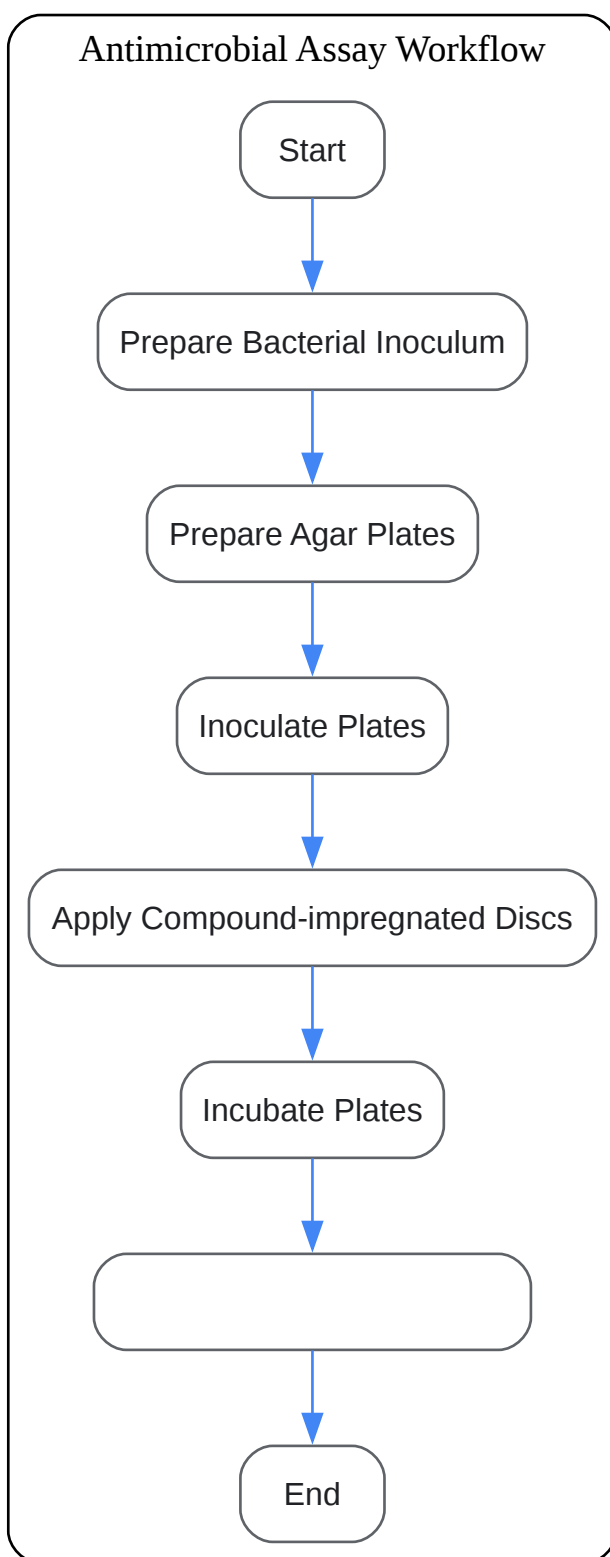 Antimicrobial Assay Workflow
Start
Prepare Bacterial Inoculum
Prepare Agar Plates
Inoculate Plates
Apply Compound-impregnated Discs
Incubate Plates
End